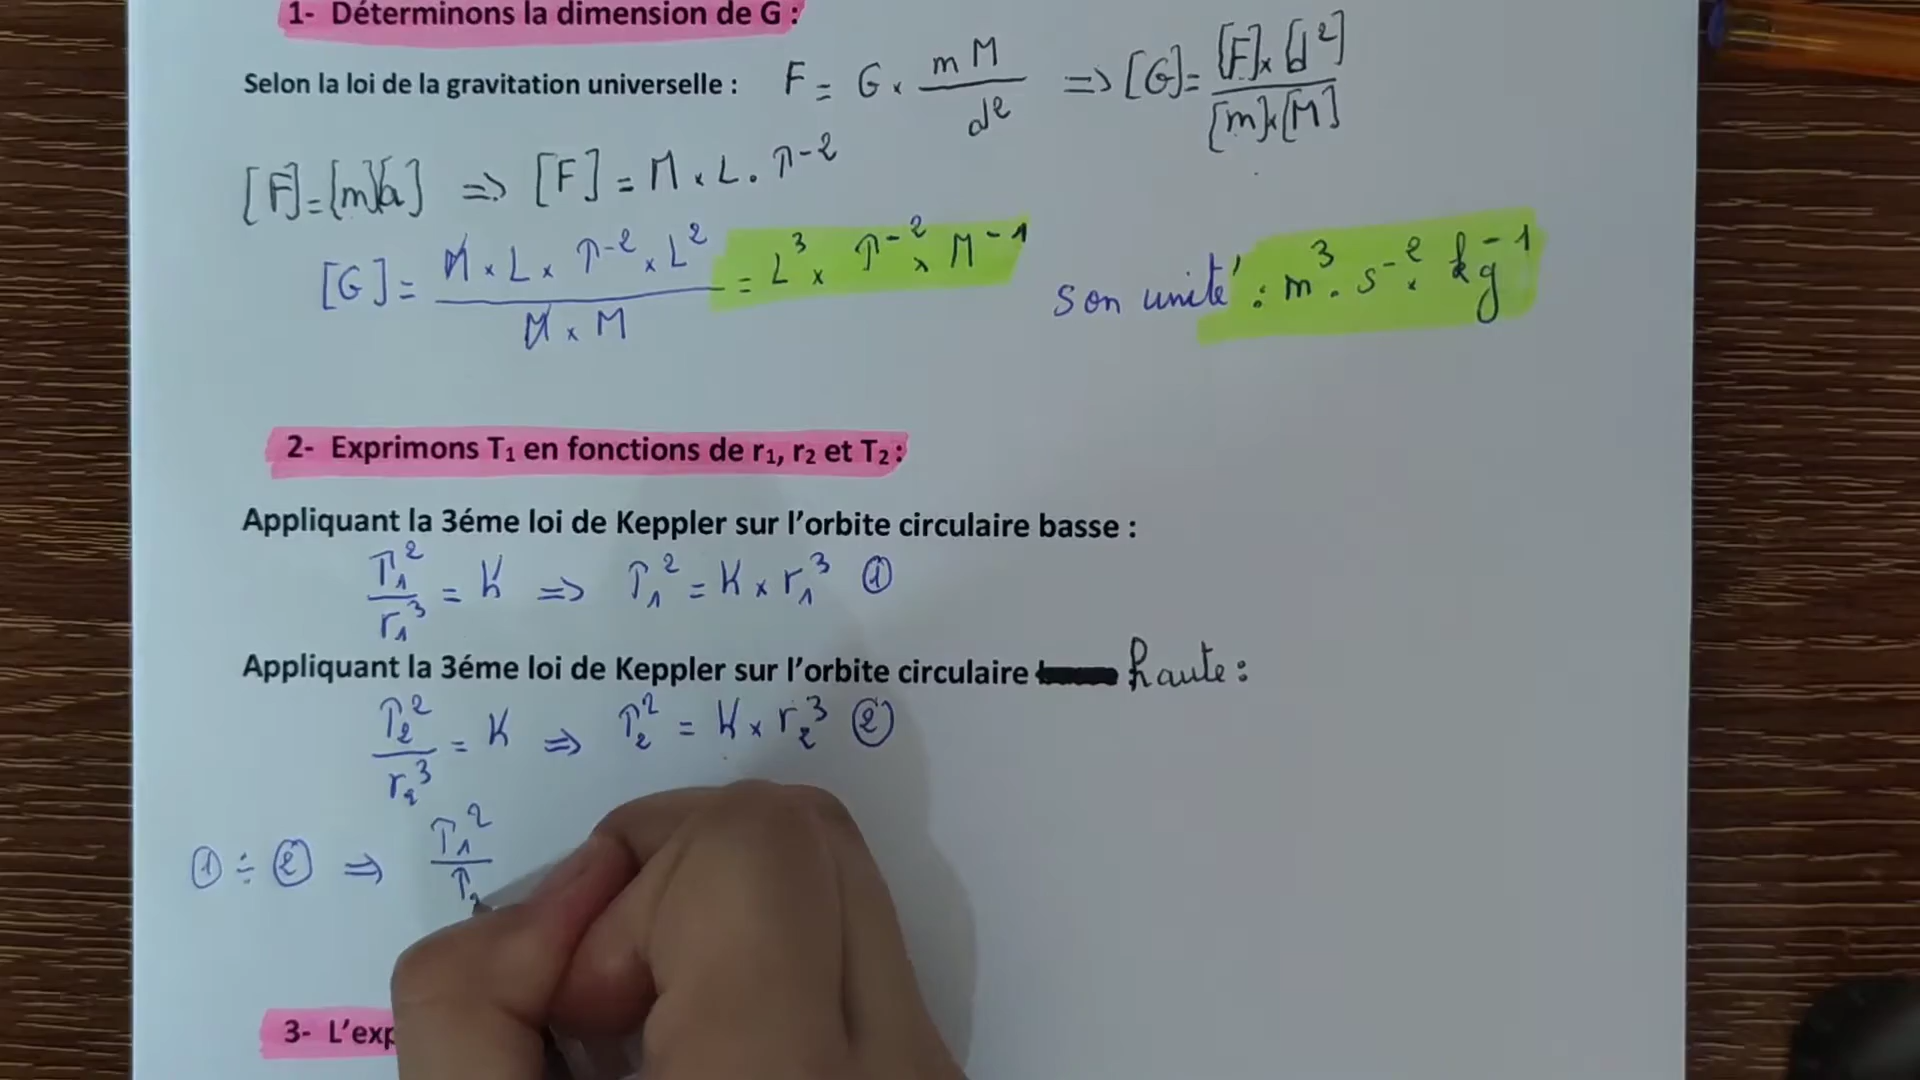 1- Déterminons la dimension de G :
Selon la loi de la gravitation universelle : F = G × m M / d² => [G] = [F] × [d²] / [m] × [M]
[F] = [m][a] => [F] = M × L . T⁻²
[G] = M × L × T⁻² × L² / M × M = L³ × T⁻² × M⁻¹ son unité : m³ . s⁻² × kg⁻¹
2- Exprimons T₁ en fonctions de r₁, r₂ et T₂ :
Appliquant la 3éme loi de Keppler sur l’orbite circulaire basse :
T₁² / r₁³ = K => T₁² = K × r₁³ ①
Appliquant la 3éme loi de Keppler sur l’orbite circulaire haute :
T₂² / r₂³ = K => T₂² = K × r₂³ ②
① ÷ ② => T₁² / T₂
3- L’exp